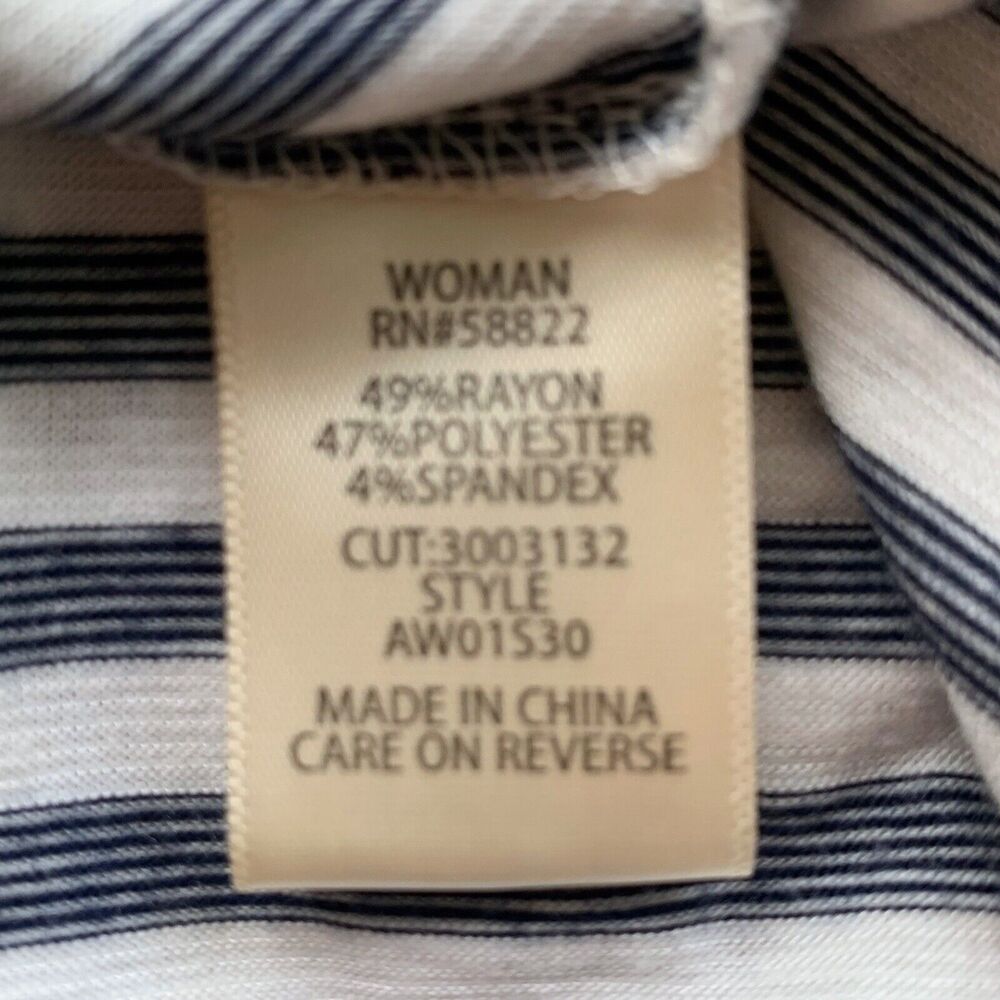 WOMAN
RN#58822
49%RAYON
47%POLYESTER
4%SPANDEX
CUT:3003132
STYLE
AW01S30
MADE IN CHINA
CARE ON REVERSE